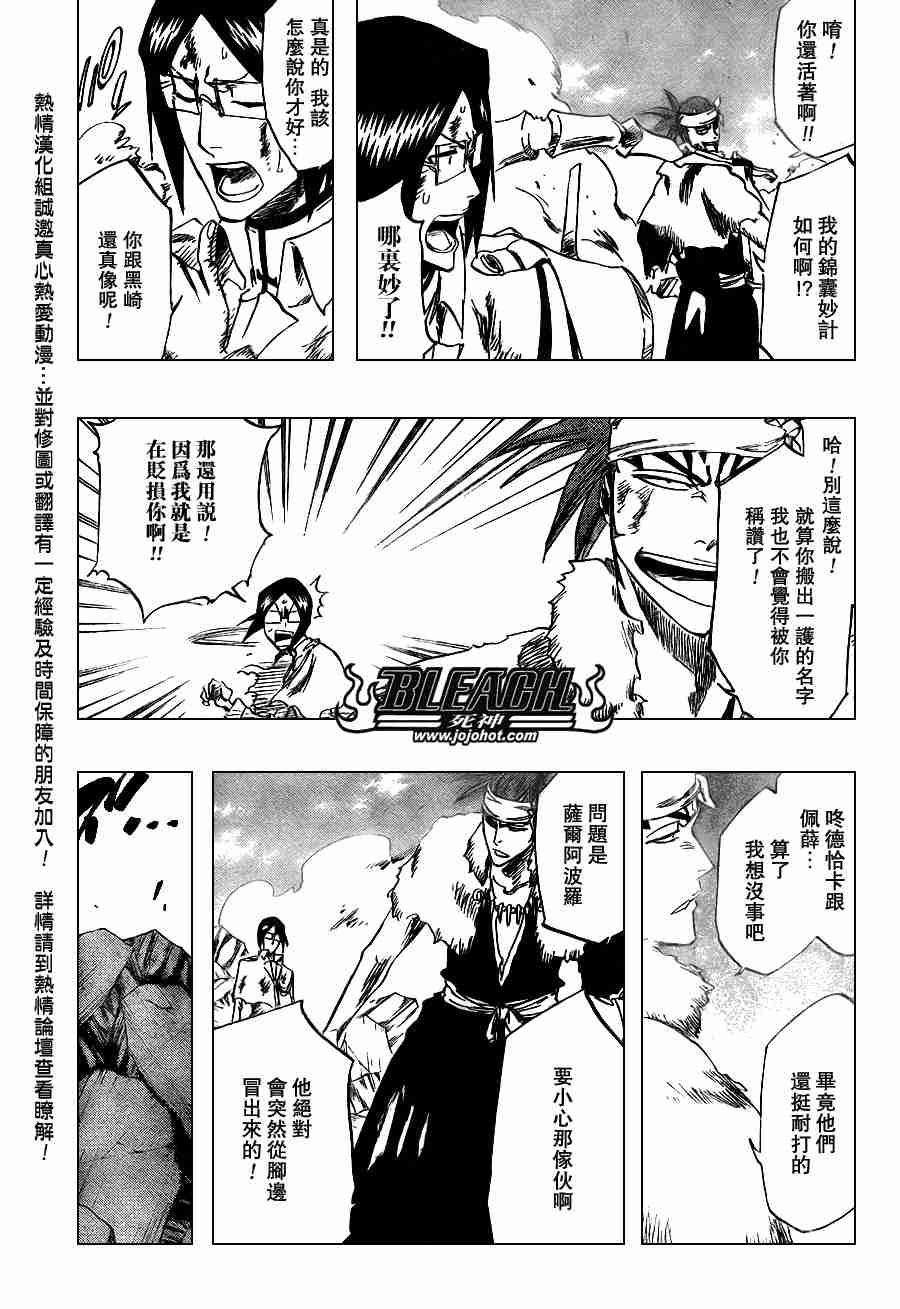 唷！
你還活著啊!!
我的錦囊妙計
如何啊!?
哪裏妙了!!
真是的 我該
怎麼說你才好…
你跟黑崎
還真像呢！
哈！別這麼說！
就算你搬出一護的名字
我也不會覺得被你
稱讚了！
那還用說！
因爲我就是
在貶損你啊!!
BLEACH
死神
www.jojohot.com
咚德恰卡跟
佩薛…
算了
我想沒事吧
畢竟他們
還挺耐打的
問題是
薩爾阿波羅
要小心那傢伙啊
他絕對
會突然從腳邊
冒出來的！
熱情漢化組誠邀真心熱愛動漫…並對修圖或翻譯有一定經驗及時間保障的朋友加入！ 詳情請到熱情論壇查看瞭解！